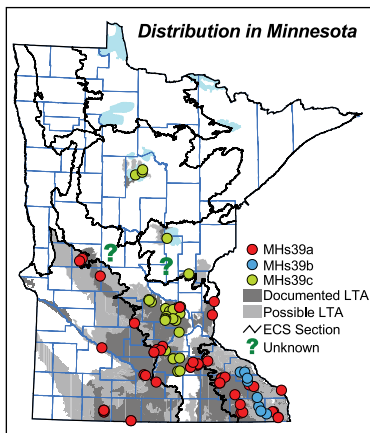 Distribution in Minnesota
?
?
MHs39a
MHs39b
MHs39c
Documented LTA
Possible LTA
ECS Section
? Unknown